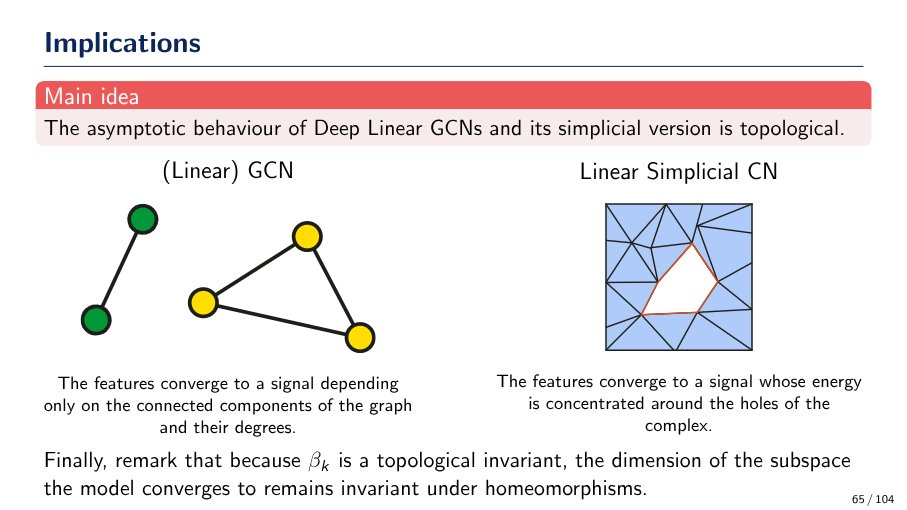 Implications
Main idea
The asymptotic behaviour of Deep Linear GCNs and its simplicial version is topological.
(Linear) GCN
The features converge to a signal depending
only on the connected components of the graph
and their degrees.
Linear Simplicial CN
The features converge to a signal whose energy
is concentrated around the holes of the
complex.
Finally, remark that because βₖ is a topological invariant, the dimension of the subspace
the model converges to remains invariant under homeomorphisms.
65 / 104